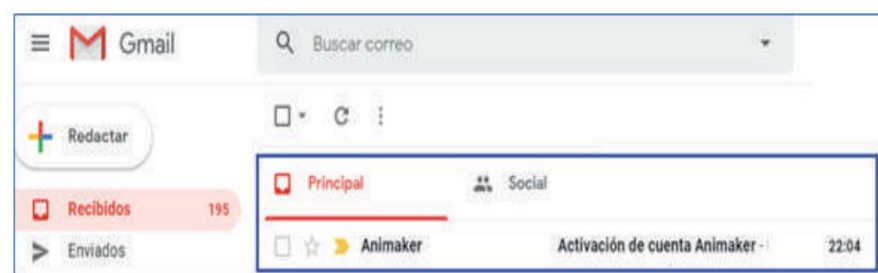 Gmail
Buscar correo
Redactar
Principal
Social
Recibidos 195
Animaker Activación de cuenta Animaker - 22:04
Enviados